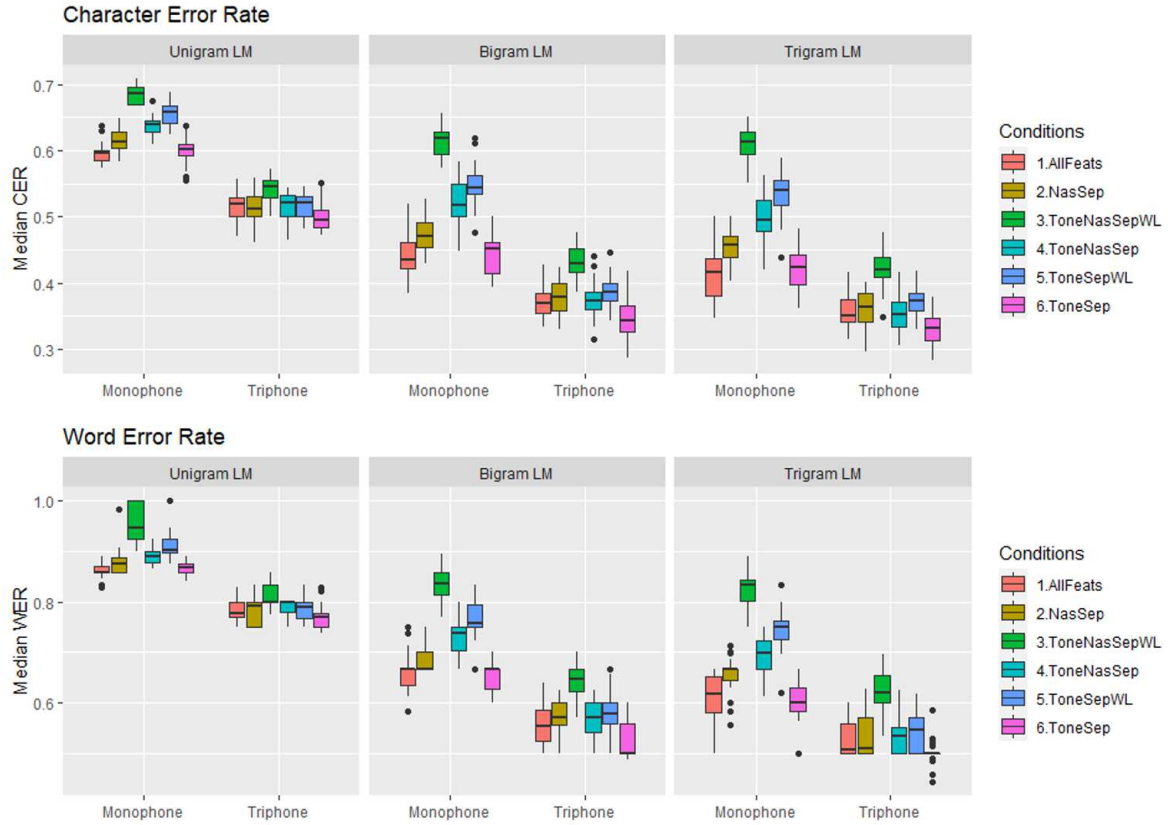 Character Error Rate
Unigram LM Bigram LM Trigram LM
0.7
0.6
0.5
0.4
0.3
Median CER
Monophone Triphone Monophone Triphone Monophone Triphone
Conditions
1.AllFeats
2.NasSep
3.ToneNasSepWL
4.ToneNasSep
5.ToneSepWL
6.ToneSep
Word Error Rate
Unigram LM Bigram LM Trigram LM
1.0
0.8
0.6
Median WER
Monophone Triphone Monophone Triphone Monophone Triphone
Conditions
1.AllFeats
2.NasSep
3.ToneNasSepWL
4.ToneNasSep
5.ToneSepWL
6.ToneSep